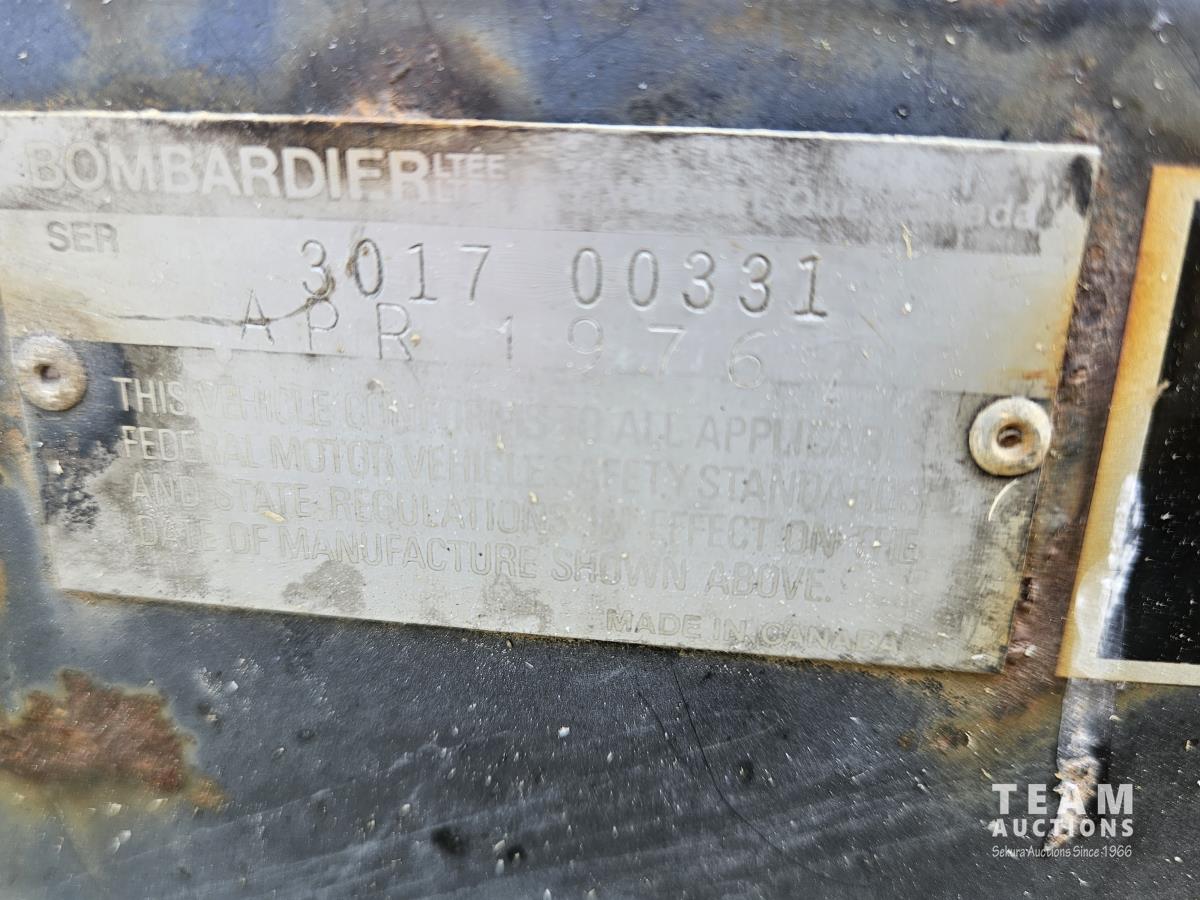 BOMBARDIER LTÉE
LTD
SER 3017 00331
APR 1976
THIS VEHICLE CONFORMS TO ALL APPLICABLE
FEDERAL MOTOR VEHICLE SAFETY STANDARDS
AND STATE REGULATIONS IN EFFECT ON THE
DATE OF MANUFACTURE SHOWN ABOVE.
MADE IN CANADA
TEAM
AUCTIONS
Sekura Auctions Since 1966